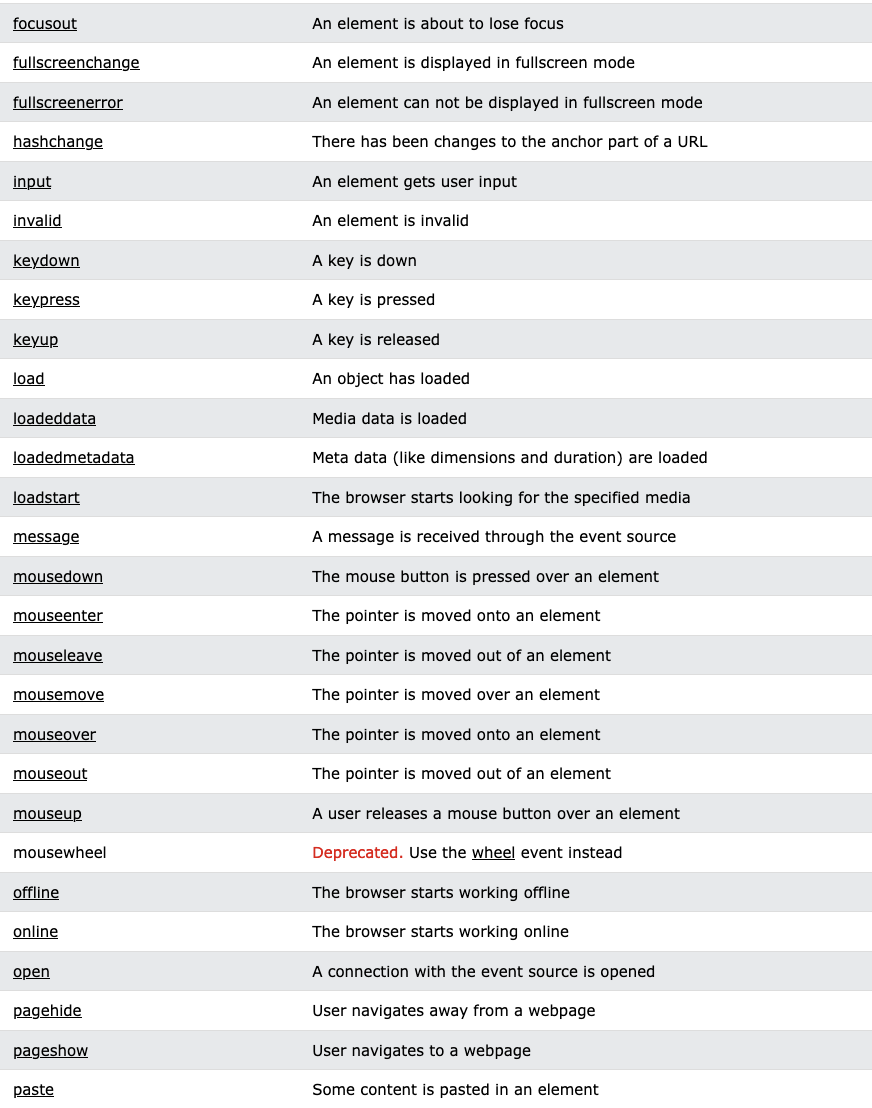 focusout An element is about to lose focus
fullscreenchange An element is displayed in fullscreen mode
fullscreenerror An element can not be displayed in fullscreen mode
hashchange There has been changes to the anchor part of a URL
input An element gets user input
invalid An element is invalid
keydown A key is down
keypress A key is pressed
keyup A key is released
load An object has loaded
loadeddata Media data is loaded
loadedmetadata Meta data (like dimensions and duration) are loaded
loadstart The browser starts looking for the specified media
message A message is received through the event source
mousedown The mouse button is pressed over an element
mouseenter The pointer is moved onto an element
mouseleave The pointer is moved out of an element
mousemove The pointer is moved over an element
mouseover The pointer is moved onto an element
mouseout The pointer is moved out of an element
mouseup A user releases a mouse button over an element
mousewheel Deprecated. Use the wheel event instead
offline The browser starts working offline
online The browser starts working online
open A connection with the event source is opened
pagehide User navigates away from a webpage
pageshow User navigates to a webpage
paste Some content is pasted in an element